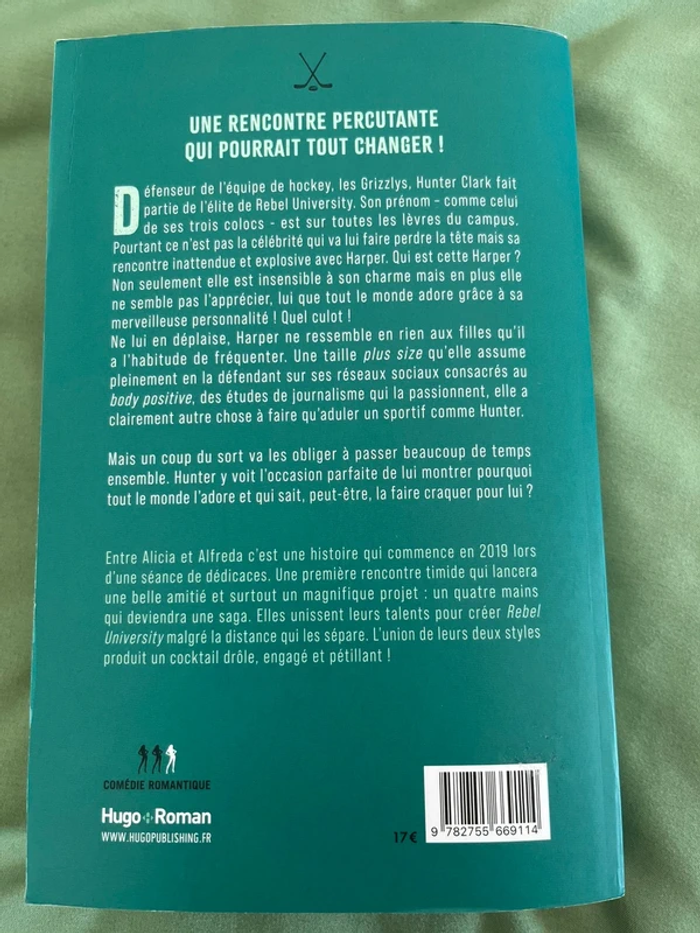 UNE RENCONTRE PERCUTANTE
QUI POURRAIT TOUT CHANGER !
Défenseur de l'équipe de hockey, les Grizzlys, Hunter Clark fait
partie de l'élite de Rebel University. Son prénom - comme celui
de ses trois colocs - est sur toutes les lèvres du campus.
Pourtant ce n'est pas la célébrité qui va lui faire perdre la tête mais sa
rencontre inattendue et explosive avec Harper. Qui est cette Harper ?
Non seulement elle est insensible à son charme mais en plus elle
ne semble pas l'apprécier, lui que tout le monde adore grâce à sa
merveilleuse personnalité ! Quel culot !
Ne lui en déplaise, Harper ne ressemble en rien aux filles qu'il
a l'habitude de fréquenter. Une taille plus size qu'elle assume
pleinement en la défendant sur ses réseaux sociaux consacrés au
body positive, des études de journalisme qui la passionnent, elle a
clairement autre chose à faire qu'aduler un sportif comme Hunter.
Mais un coup du sort va les obliger à passer beaucoup de temps
ensemble. Hunter y voit l'occasion parfaite de lui montrer pourquoi
tout le monde l'adore et qui sait, peut-être, la faire craquer pour lui ?
Entre Alicia et Alfreda c'est une histoire qui commence en 2019 lors
d'une séance de dédicaces. Une première rencontre timide qui lancera
une belle amitié et surtout un magnifique projet : un quatre mains
qui deviendra une saga. Elles unissent leurs talents pour créer Rebel
University malgré la distance qui les sépare. L'union de leurs deux styles
produit un cocktail drôle, engagé et pétillant !
COMÉDIE ROMANTIQUE
Hugo Roman
WWW.HUGOPUBLISHING.FR
17 €
9 782755 669114